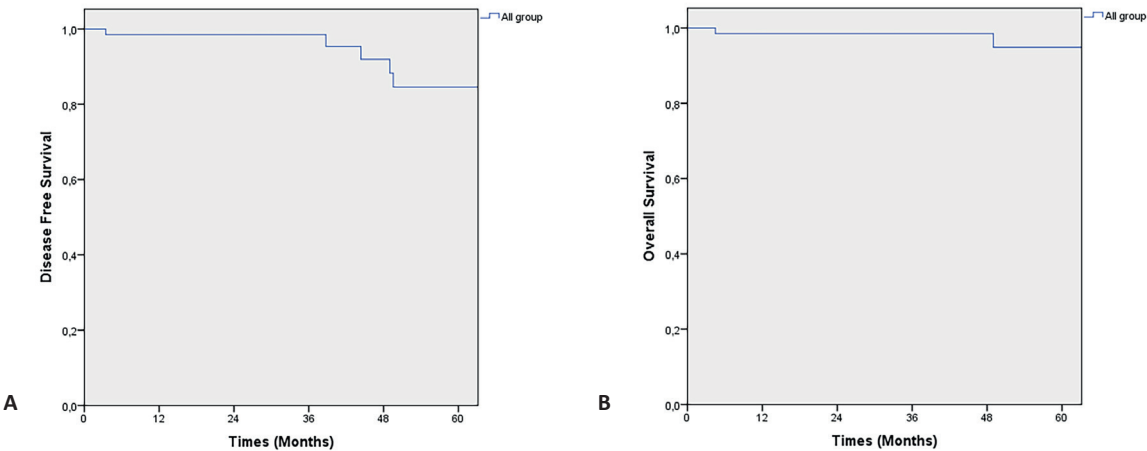 All group
1,0
0,8
0,6
0,4
0,2
0,0
Disease Free Survival
0 12 24 36 48 60
Times (Months)
A
All group
1,0
0,8
0,6
0,4
0,2
0,0
Overall Survival
0 12 24 36 48 60
Times (Months)
B